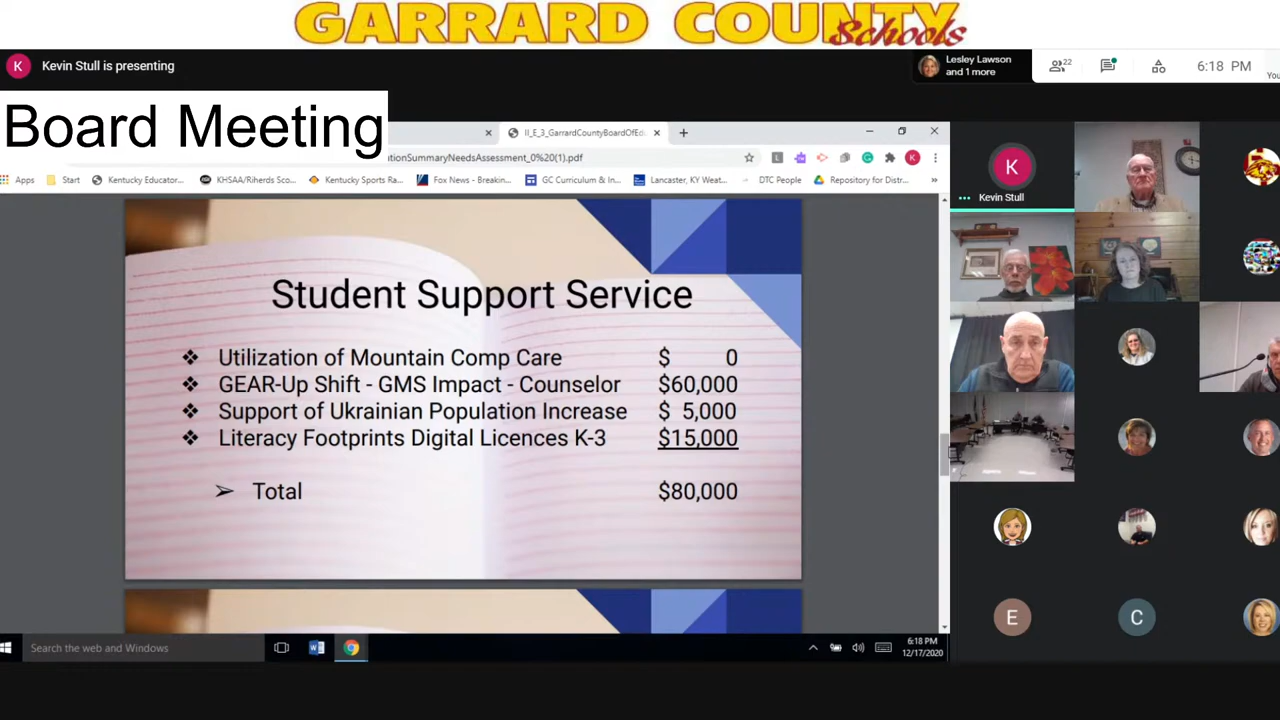 GARRARD COUNTY
Schools
K
Kevin Stull is presenting
Lesley Lawson
and 1 more
22
6:18 PM
You
Board Meeting
II_E_3_GarrardCountyBoardOfEd
tionSummaryNeedsAssessment_0%20(1).pdf
L
K
Apps
Start
Kentucky Educator...
KHSAA/Riherds Sco...
Kentucky Sports Ra...
Fox News - Breakin...
GC Curriculum & In...
Lancaster, KY Weat...
DTC People
Repository for Distr...
»
Student Support Service
❖ Utilization of Mountain Comp Care $ 0
❖ GEAR-Up Shift - GMS Impact - Counselor $60,000
❖ Support of Ukrainian Population Increase $ 5,000
❖ Literacy Footprints Digital Licences K-3 $15,000
➢ Total $80,000
K
Kevin Stull
E
C
Search the web and Windows
6:18 PM
12/17/2020